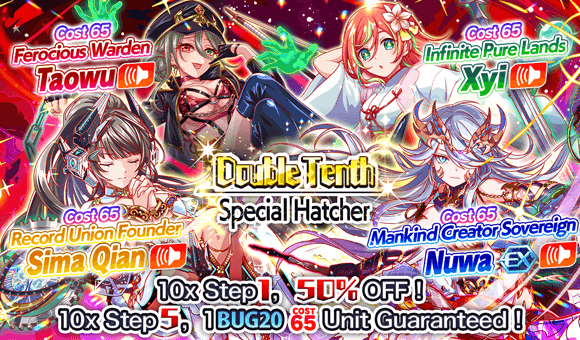 Cost 65
Ferocious Warden
Taowu
Cost 65
Infinite Pure Lands
Xyi
Double Tenth
Special Hatcher
Cost 65
Record Union Founder
Sima Qian
Cost 65
Mankind Creator Sovereign
Nuwa EX
10x Step1, 50% OFF !
10x Step5, 1BUG20 COST 65 Unit Guaranteed !